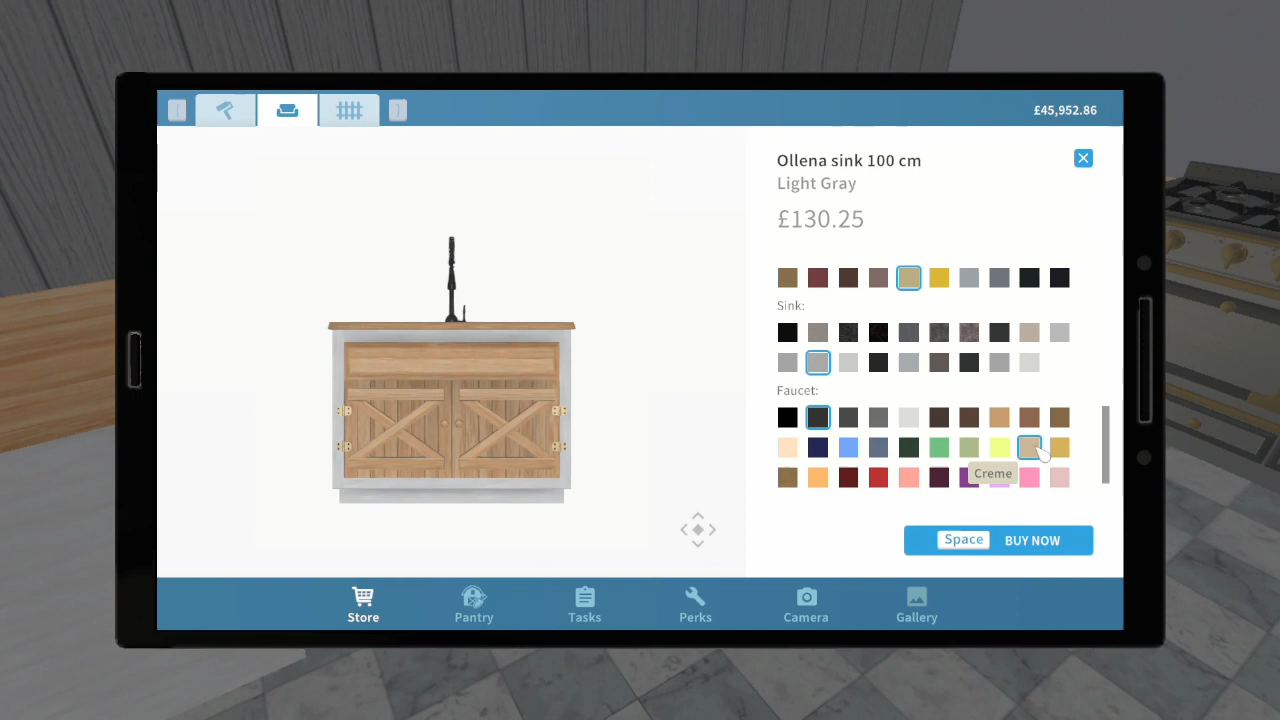 £45,952.86
Ollena sink 100 cm
Light Gray
£130.25
Sink:
Faucet:
Creme
Space BUY NOW
Store
Pantry
Tasks
Perks
Camera
Gallery